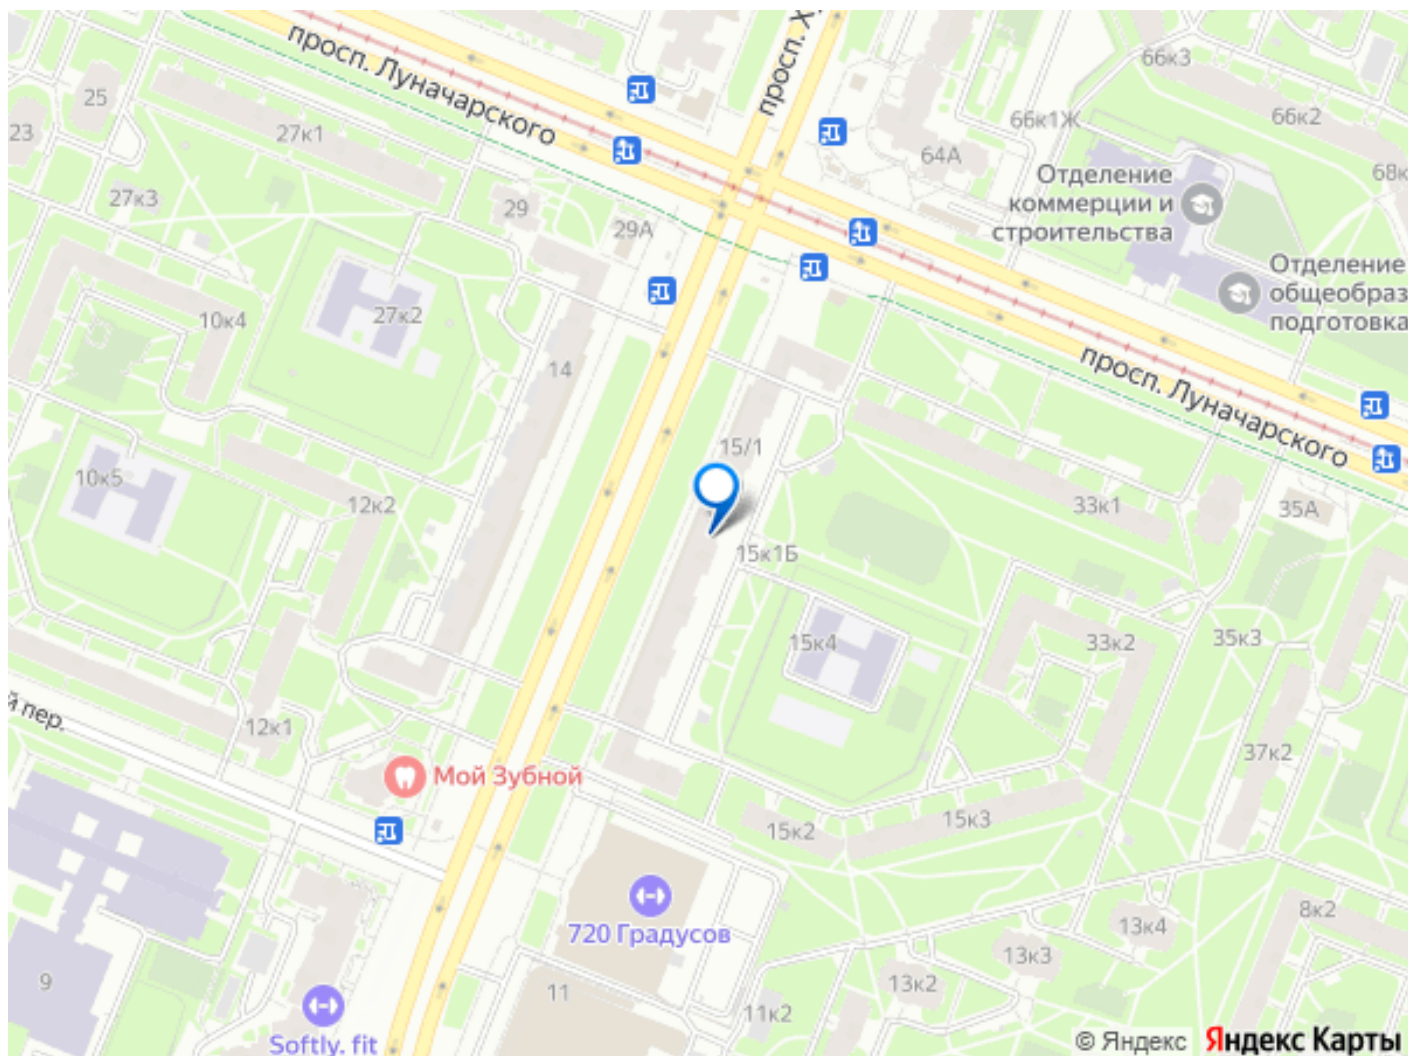 просп. Луначарского
просп. Х
66к3
25
23
27к1
66к1Ж
66к2
64А
68к
27к3
29
29А
Отделение
коммерции и
строительства
Отделение
общеобраз
подготовка
10к4
27к2
14
просп. Луначарского
15/1
10к5
12к2
33к1
35А
15к1Б
15к4
33к2
35к3
й пер.
12к1
37к2
Мой Зубной
15к2
15к3
720 Градусов
8к2
13к4
13к3
9
11
13к2
11к2
Softly. fit
© Яндекс
Яндекс Карты